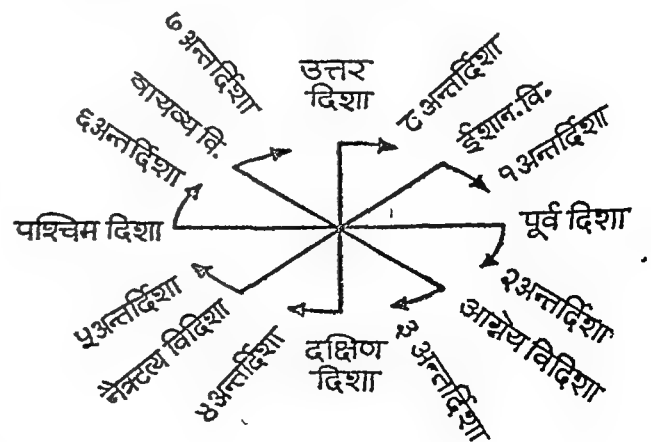 ७ अन्तर्दिशा
वायव्य वि.
६ अन्तर्दिशा
उत्तर
दिशा
८ अन्तर्दिशा
ईशान. वि.
१ अन्तर्दिशा
पश्चिम दिशा
पूर्व दिशा
५ अन्तर्दिशा
नैऋत्य विदिशा
४ अन्तर्दिशा
दक्षिण
दिशा
३ अन्तर्दिशा
आग्नेय विदिशा
२ अन्तर्दिशा